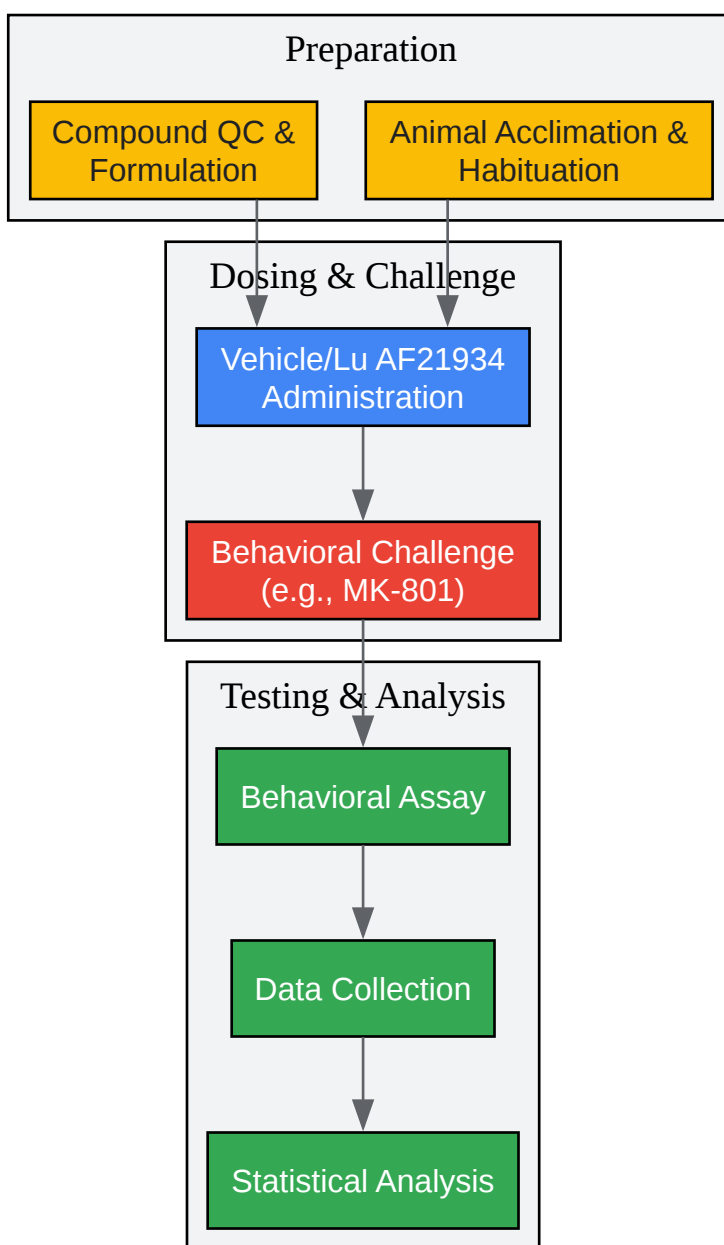 Preparation
Compound QC &
Formulation
Animal Acclimation &
Habituation
Dosing & Challenge
Vehicle/Lu AF21934
Administration
Behavioral Challenge
(e.g., MK-801)
Testing & Analysis
Behavioral Assay
Data Collection
Statistical Analysis